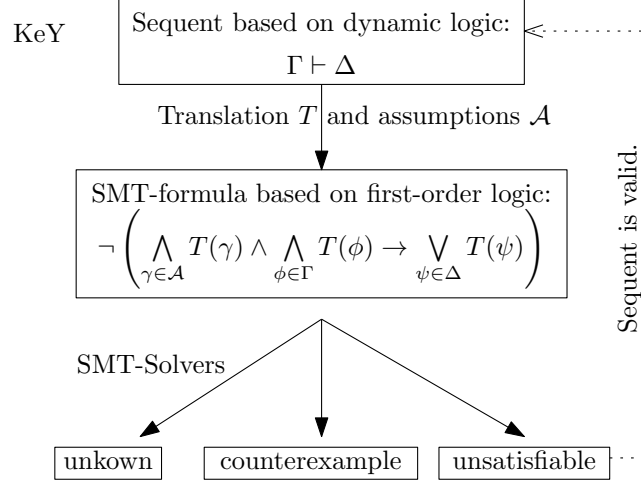 KeY
Sequent based on dynamic logic:
Γ ⊢ Δ
Translation T and assumptions 𝒜
SMT-formula based on first-order logic:
¬ ( ⋀_{γ∈𝒜} T(γ) ∧ ⋀_{ϕ∈Γ} T(ϕ) → ⋁_{ψ∈Δ} T(ψ) )
Sequent is valid.
SMT-Solvers
unkown
counterexample
unsatisfiable